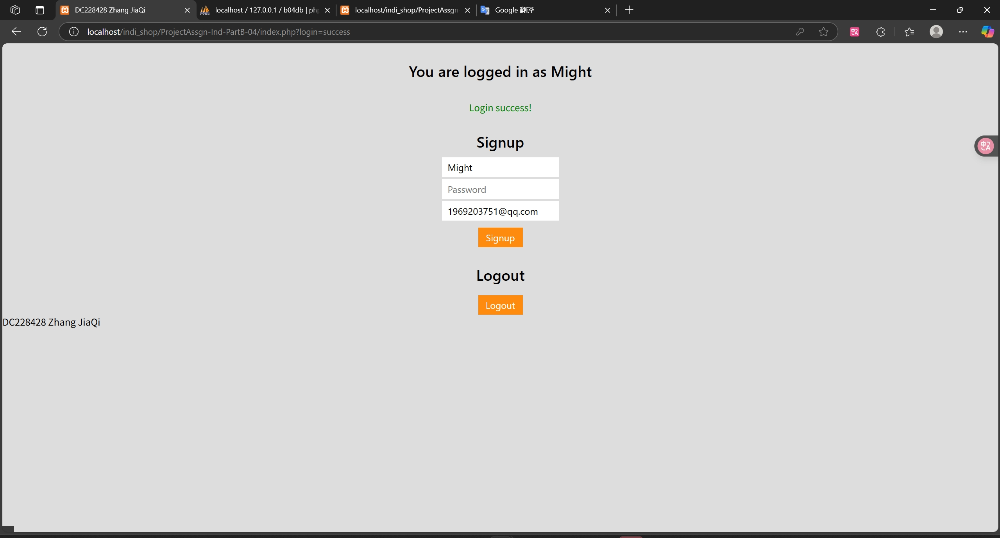 DC228428 Zhang JiaQi
localhost / 127.0.0.1 / b04db | php
localhost/indi_shop/ProjectAssgn
Google 翻译
localhost/indi_shop/ProjectAssgn-Ind-PartB-04/index.php?login=success
You are logged in as Might
Login success!
Signup
Might
Password
1969203751@qq.com
Signup
Logout
Logout
DC228428 Zhang JiaQi